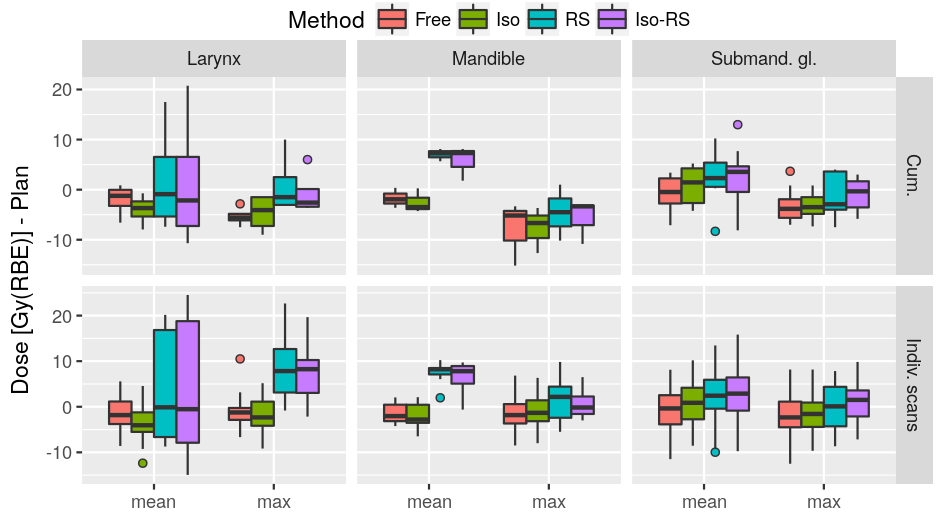 Method Free Iso RS Iso-RS
Larynx Mandible Submand. gl.
Dose [Gy(RBE)] - Plan
20
10
0
-10
Cum.
20
10
0
-10
Indiv. scans
mean max mean max mean max